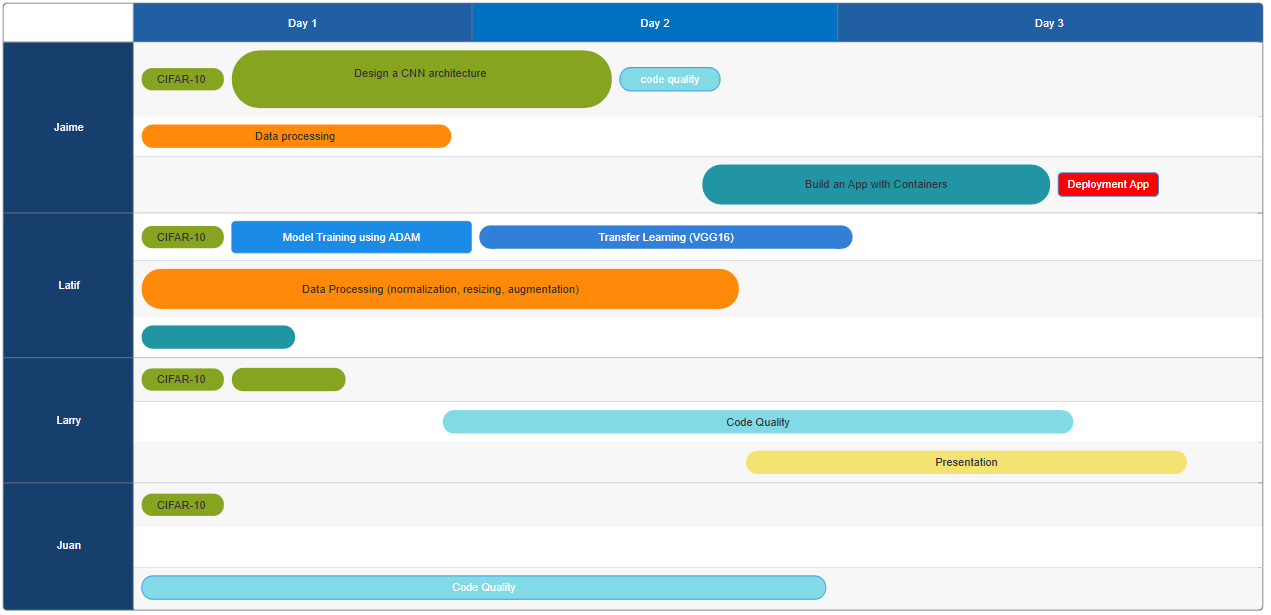 Day 1
Day 2
Day 3
Jaime
CIFAR-10
Design a CNN architecture
code quality
Data processing
Build an App with Containers
Deployment App
Latif
CIFAR-10
Model Training using ADAM
Transfer Learning (VGG16)
Data Processing (normalization, resizing, augmentation)
Larry
CIFAR-10
Code Quality
Presentation
Juan
CIFAR-10
Code Quality